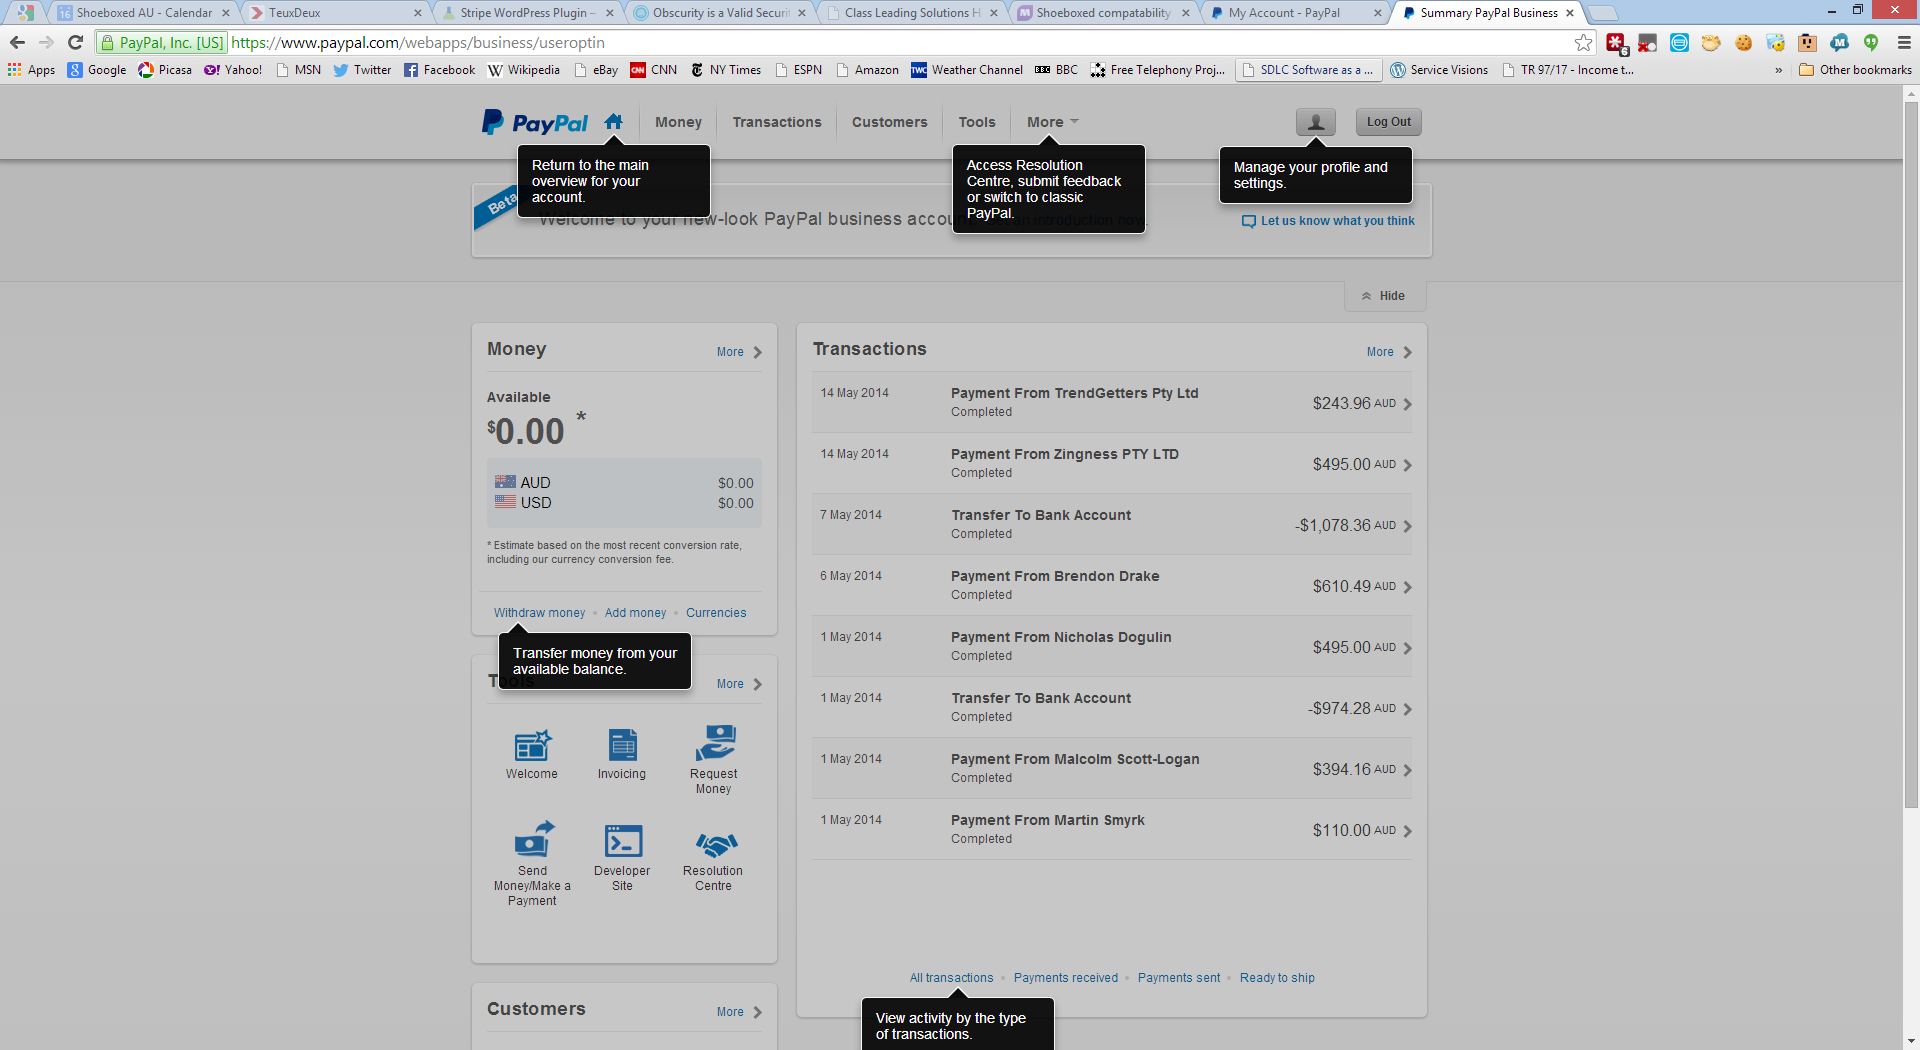 Shoeboxed AU - Calendar
TeuxDeux
Stripe WordPress Plugin –
Obscurity is a Valid Securi
Class Leading Solutions H
Shoeboxed compatability
My Account - PayPal
Summary PayPal Business
PayPal, Inc. [US]
https://www.paypal.com/webapps/business/useroptin
6
Apps
Google
Picasa
Yahoo!
MSN
Twitter
Facebook
Wikipedia
eBay
CNN
NY Times
ESPN
Amazon
Weather Channel
BBC
Free Telephony Proj...
SDLC Software as a ...
Service Visions
TR 97/17 - Income t...
»
Other bookmarks
PayPal
Money
Transactions
Customers
Tools
More
Log Out
Return to the main
overview for your
account.
Access Resolution
Centre, submit feedback
or switch to classic
PayPal.
Manage your profile and
settings.
Beta
Welcome to your new-look PayPal business accou
introduction
Let us know what you think
Hide
Money
More
Available
$0.00 *
AUD $0.00
USD $0.00
* Estimate based on the most recent conversion rate,
including our currency conversion fee.
Withdraw money • Add money • Currencies
Transfer money from your
available balance.
Tools
More
Welcome
Invoicing
Request
Money
Send
Money/Make a
Payment
Developer
Site
Resolution
Centre
Customers
More
Transactions
More
14 May 2014 Payment From TrendGetters Pty Ltd $243.96 AUD
Completed
14 May 2014 Payment From Zingness PTY LTD $495.00 AUD
Completed
7 May 2014 Transfer To Bank Account -$1,078.36 AUD
Completed
6 May 2014 Payment From Brendon Drake $610.49 AUD
Completed
1 May 2014 Payment From Nicholas Dogulin $495.00 AUD
Completed
1 May 2014 Transfer To Bank Account -$974.28 AUD
Completed
1 May 2014 Payment From Malcolm Scott-Logan $394.16 AUD
Completed
1 May 2014 Payment From Martin Smyrk $110.00 AUD
Completed
All transactions • Payments received • Payments sent • Ready to ship
View activity by the type
of transactions.